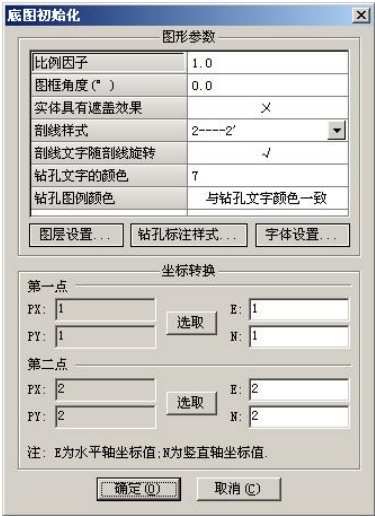 底图初始化
图形参数
比例因子 1.0
图框角度(°) 0.0
实体具有遮盖效果 ×
剖线样式 2----2′
剖线文字随剖线旋转 √
钻孔文字的颜色 7
钻孔图例颜色 与钻孔文字颜色一致
图层设置... 钻孔标注样式... 字体设置...
坐标转换
第一点
PX: 1 选取 E: 1
PY: 1 N: 1
第二点
PX: 2 选取 E: 2
PY: 2 N: 2
注: E为水平轴坐标值;N为竖直轴坐标值.
确定(O) 取消(C)